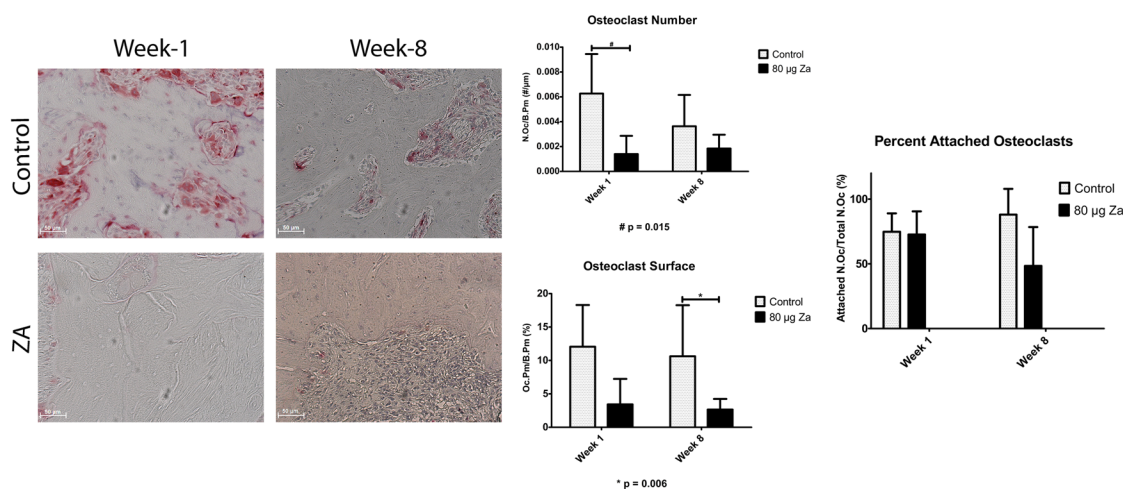 Week-1
Week-8
Control
ZA
50 µm
50 µm
50 µm
50 µm
Osteoclast Number
N.Oc/B.Pm (#/µm)
0.010
0.008
0.006
0.004
0.002
0.000
#
Control
80 µg Za
Week 1
Week 8
# p = 0.015
Osteoclast Surface
Oc.Pm/B.Pm (%)
20
15
10
5
0
*
Control
80 µg Za
Week 1
Week 8
* p = 0.006
Percent Attached Osteoclasts
Attached N.Oc/Total N.Oc (%)
100
50
0
Control
80 µg Za
Week 1
Week 8